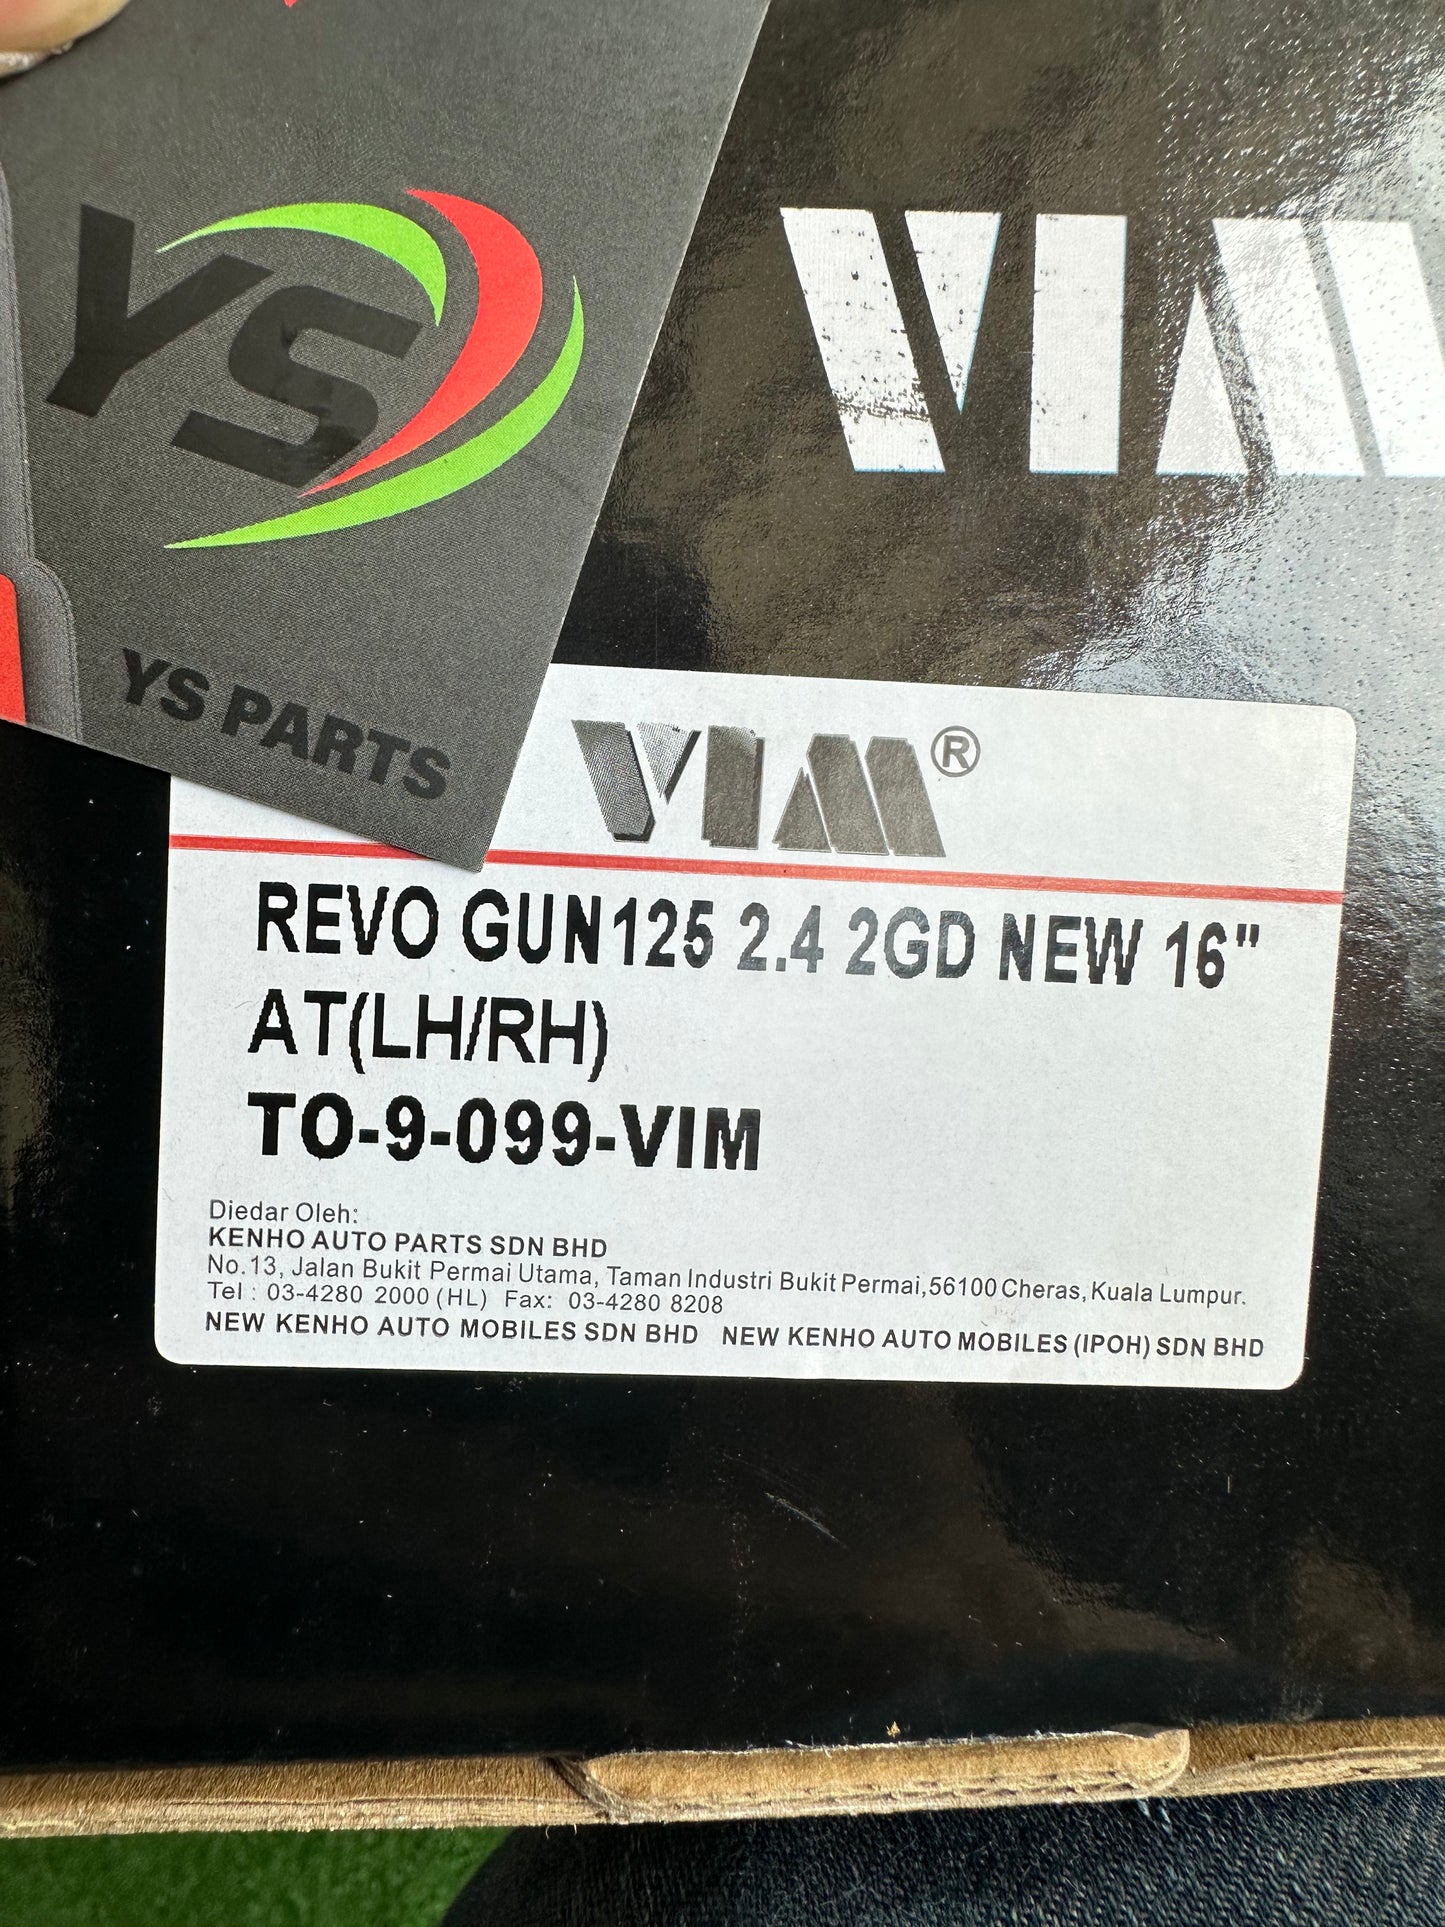 YS
YS PARTS
VIM
VIM®
REVO GUN125 2.4 2GD NEW 16"
AT(LH/RH)
TO-9-099-VIM
Diedar Oleh:
KENHO AUTO PARTS SDN BHD
No.13, Jalan Bukit Permai Utama, Taman Industri Bukit Permai,56100 Cheras, Kuala Lumpur.
Tel : 03-4280 2000 (HL) Fax: 03-4280 8208
NEW KENHO AUTO MOBILES SDN BHD NEW KENHO AUTO MOBILES (IPOH) SDN BHD